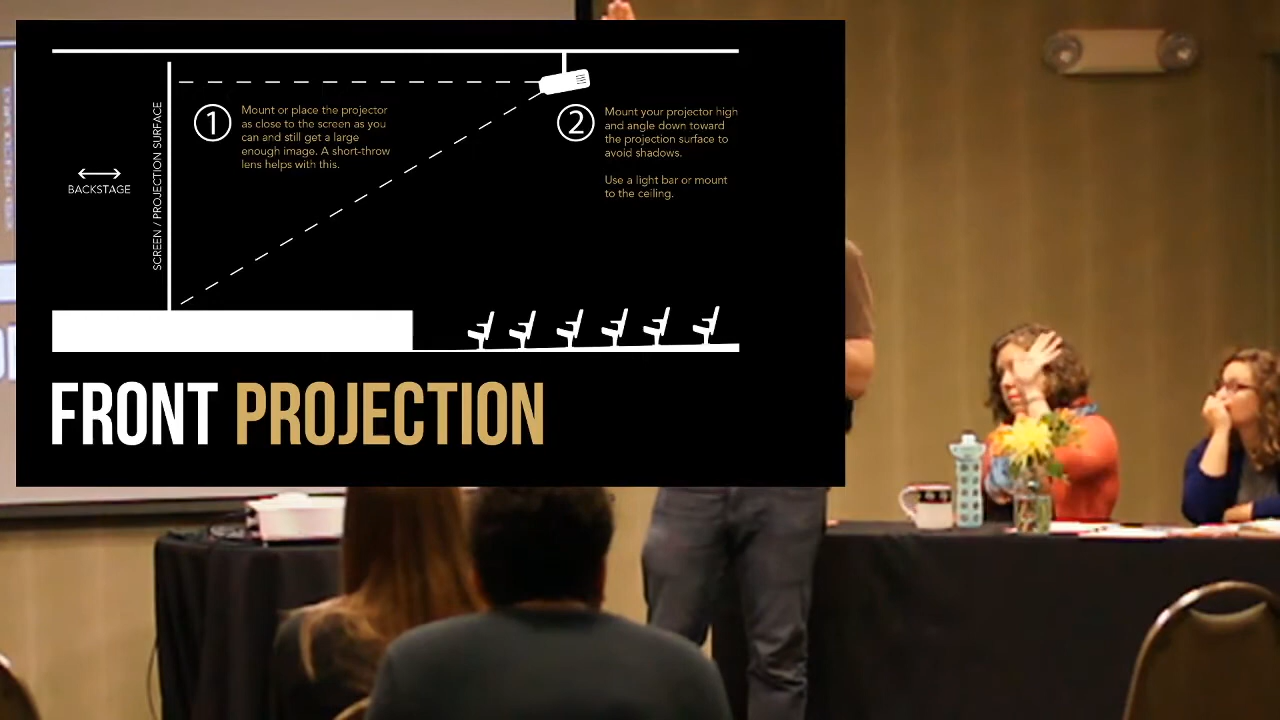 SCREEN / PROJECTION SURFACE
BACKSTAGE
1
Mount or place the projector
as close to the screen as you
can and still get a large
enough image. A short-throw
lens helps with this.
2
Mount your projector high
and angle down toward
the projection surface to
avoid shadows.
Use a light bar or mount
to the ceiling.
FRONT PROJECTION